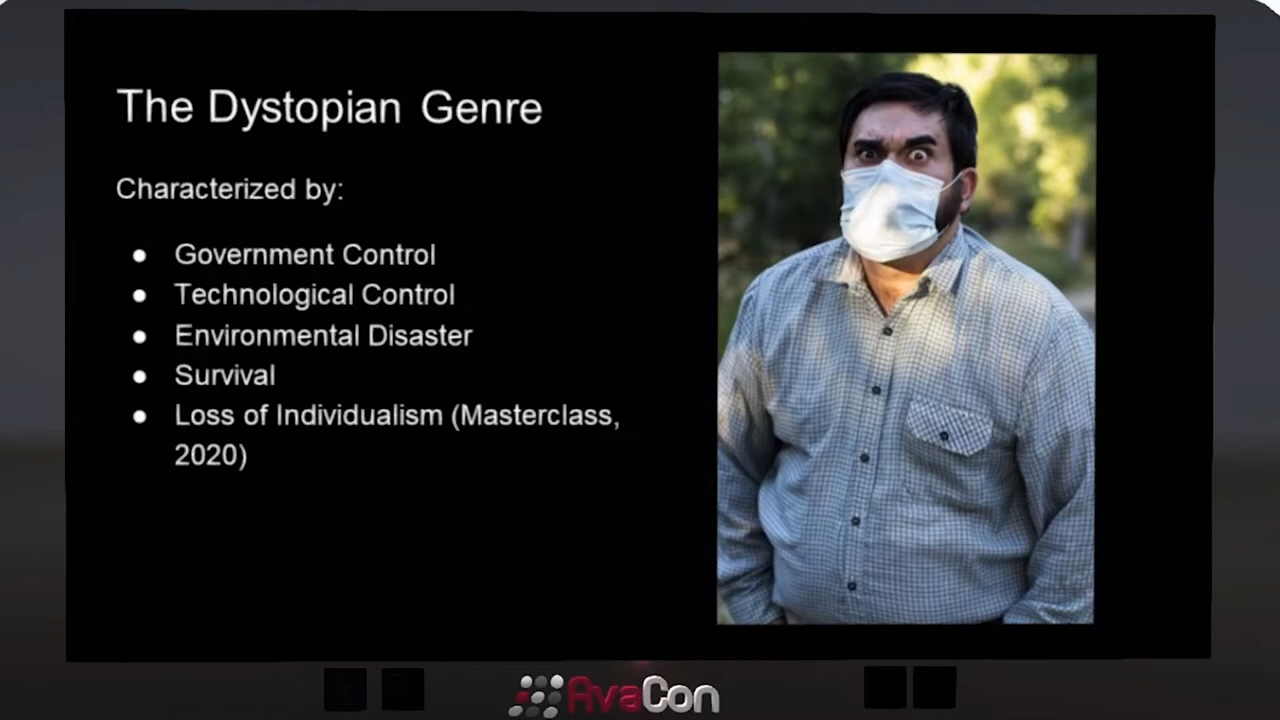 The Dystopian Genre
Characterized by:
● Government Control
● Technological Control
● Environmental Disaster
● Survival
● Loss of Individualism (Masterclass,
2020)
AvaCon